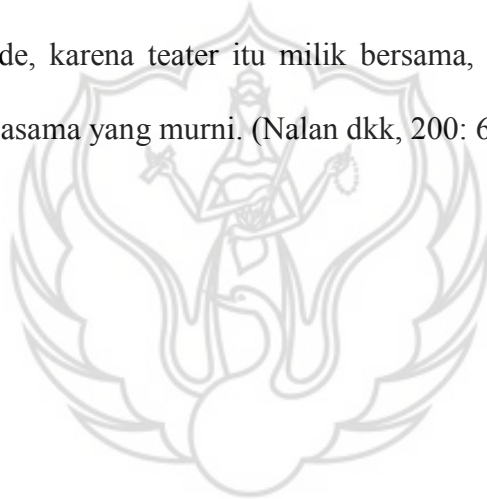 de, karena teater itu milik bersama,
asama yang murni. (Nalan dkk, 200: 6